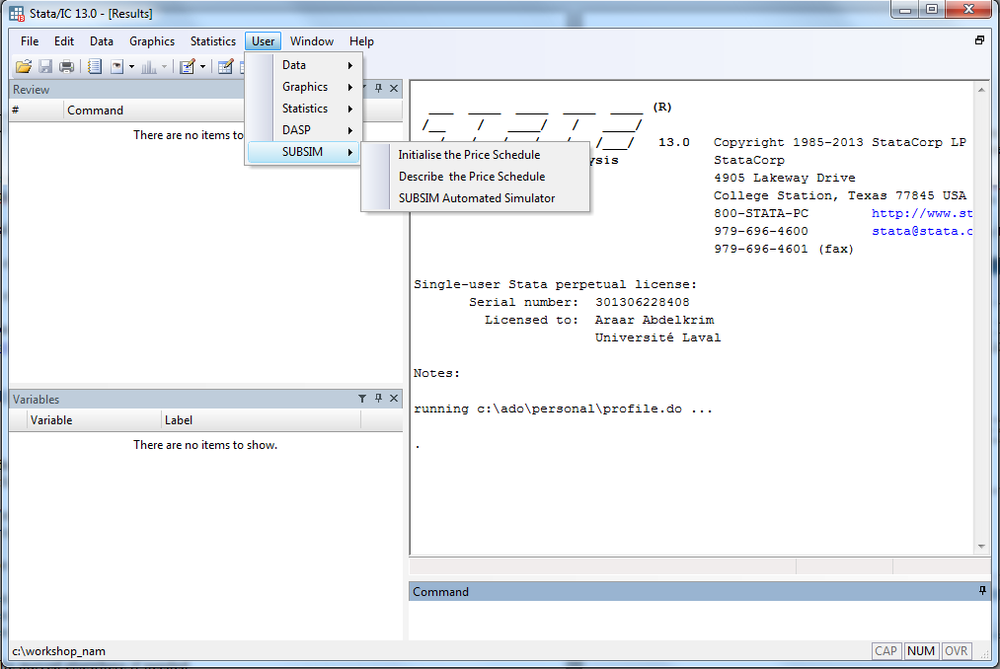 Stata/IC 13.0 - [Results]
File Edit Data Graphics Statistics User Window Help
Review
# Command
There are no items to
Data
Graphics
Statistics
DASP
SUBSIM
Initialise the Price Schedule
Describe the Price Schedule
SUBSIM Automated Simulator
(R)
13.0 Copyright 1985-2013 StataCorp LP
ysis StataCorp
4905 Lakeway Drive
College Station, Texas 77845 USA
800-STATA-PC http://www.st
979-696-4600 stata@stata.c
979-696-4601 (fax)
Single-user Stata perpetual license:
Serial number: 301306228408
Licensed to: Araar Abdelkrim
Université Laval
Notes:
running c:\ado\personal\profile.do ...
.
Variables
Variable Label
There are no items to show.
Command
c:\workshop_nam
CAP NUM OVR